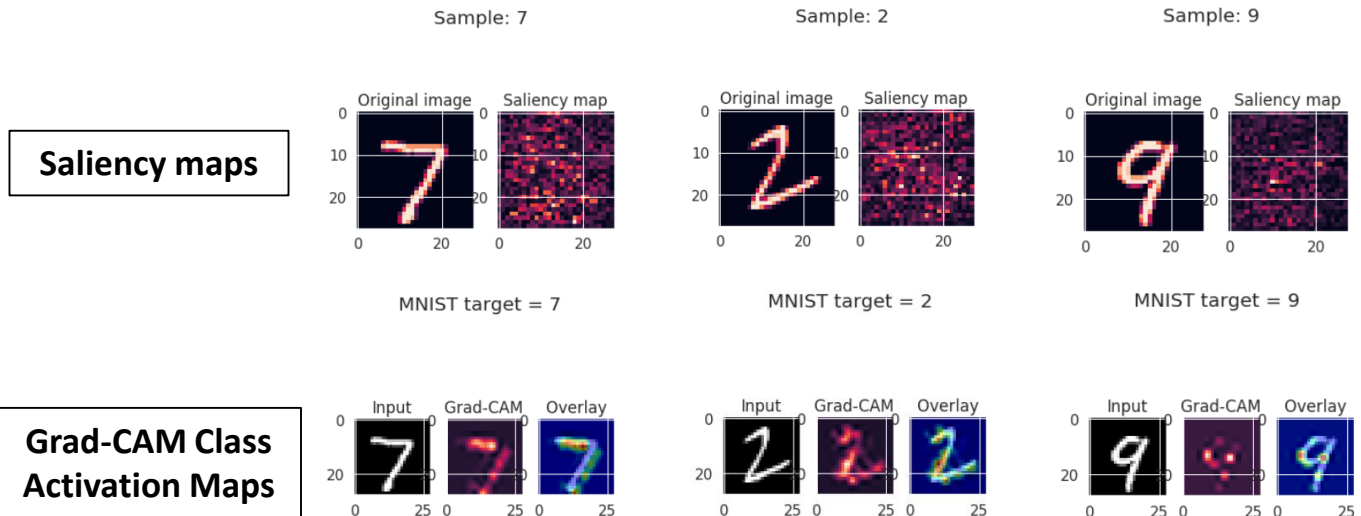 Sample: 7
Sample: 2
Sample: 9
Saliency maps
Original image
Saliency map
0
10
20
0
20
0
10
20
0
20
Original image
Saliency map
0
10
20
0
20
0
10
20
0
20
Original image
Saliency map
0
10
20
0
20
0
10
20
0
20
MNIST target = 7
MNIST target = 2
MNIST target = 9
Grad-CAM Class
Activation Maps
Input
Grad-CAM
Overlay
0
20
0
25
0
25
0
25
Input
Grad-CAM
Overlay
0
20
0
25
0
25
0
25
Input
Grad-CAM
Overlay
0
20
0
25
0
25
0
25